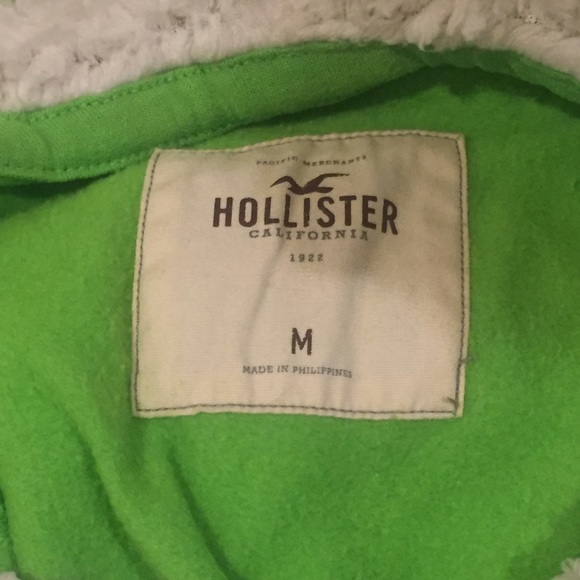 PACIFIC MERCHANTS
HOLLISTER
CALIFORNIA
1922
M
MADE IN PHILIPPINES